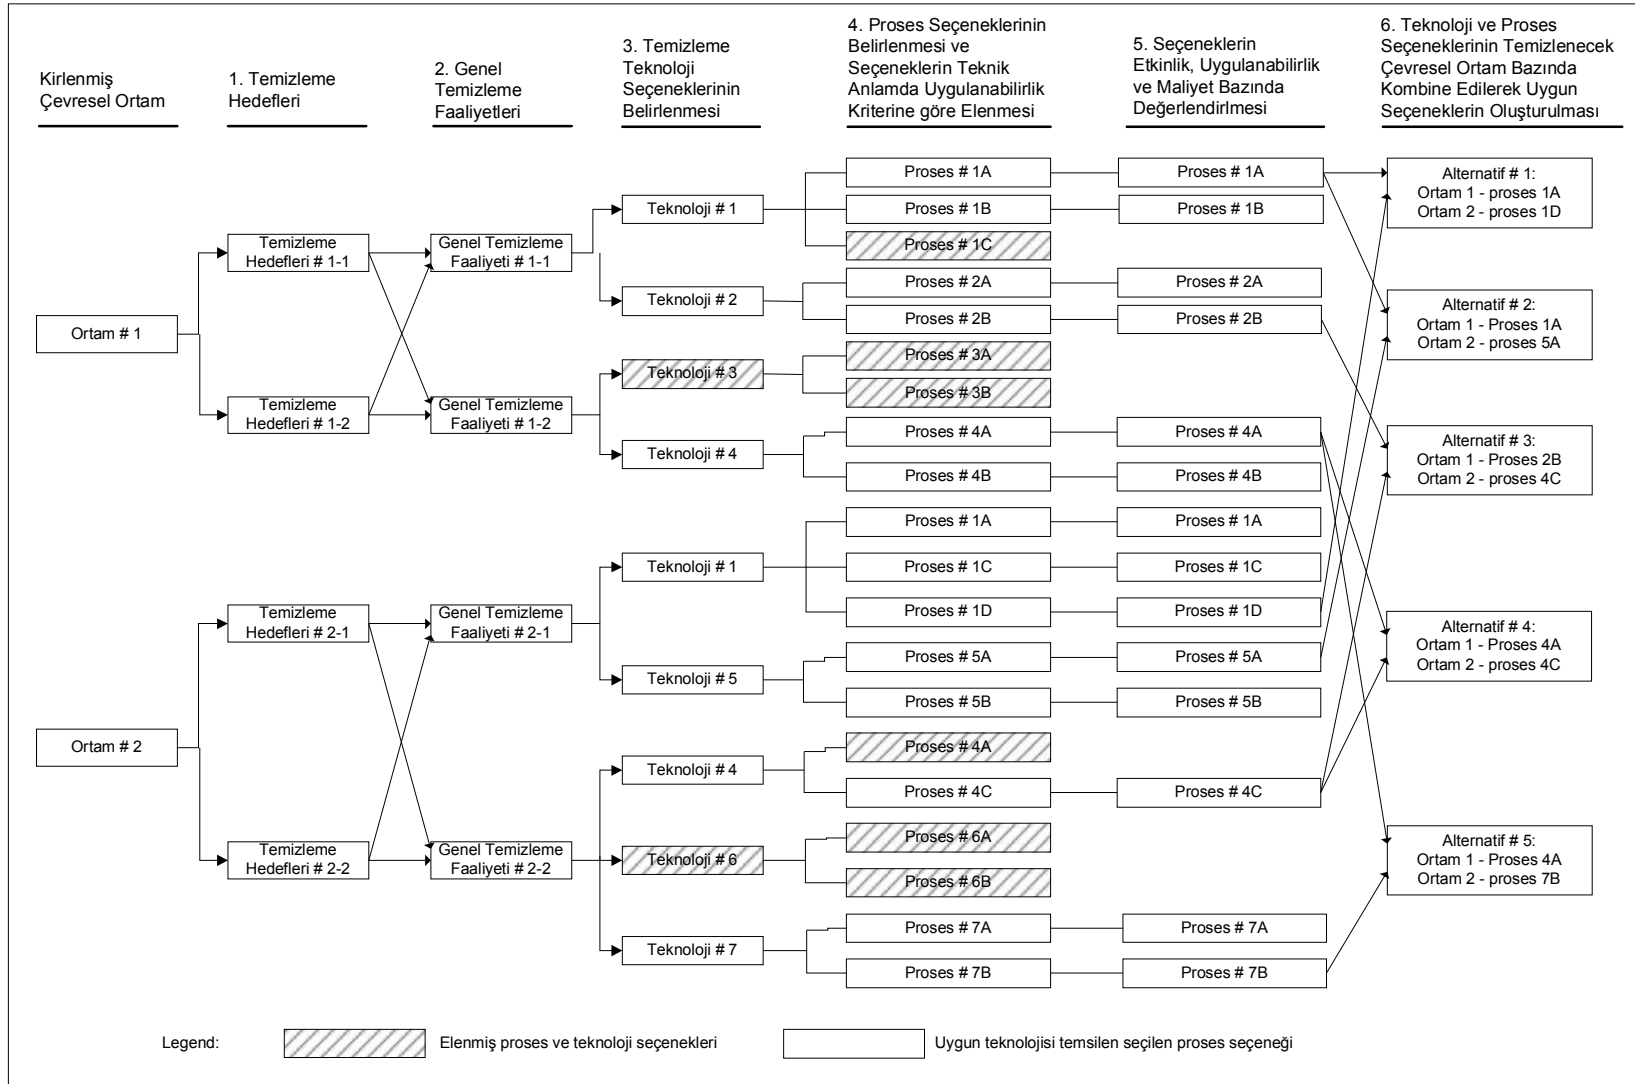 Kirlenmiş
Çevresel Ortam
1. Temizleme
Hedefleri
2. Genel
Temizleme
Faaliyetleri
3. Temizleme
Teknoloji
Seçeneklerinin
Belirlenmesi
4. Proses Seçeneklerinin
Belirlenmesi ve
Seçeneklerin Teknik
Anlamda Uygulanabilirlik
Kriterine göre Elenmesi
5. Seçeneklerin
Etkinlik, Uygulanabilirlik
ve Maliyet Bazında
Değerlendirlmesi
6. Teknoloji ve Proses
Seçeneklerinin Temizlenecek
Çevresel Ortam Bazında
Kombine Edilerek Uygun
Seçeneklerin Oluşturulması
Ortam # 1
Ortam # 2
Temizleme
Hedefleri # 1-1
Temizleme
Hedefleri # 1-2
Temizleme
Hedefleri # 2-1
Temizleme
Hedefleri # 2-2
Genel Temizleme
Faaliyeti # 1-1
Genel Temizleme
Faaliyeti # 1-2
Genel Temizleme
Faaliyeti # 2-1
Genel Temizleme
Faaliyeti # 2-2
Teknoloji # 1
Teknoloji # 2
Teknoloji # 3
Teknoloji # 4
Teknoloji # 1
Teknoloji # 5
Teknoloji # 4
Teknoloji # 6
Teknoloji # 7
Proses # 1A
Proses # 1B
Proses # 1C
Proses # 2A
Proses # 2B
Proses # 3A
Proses # 3B
Proses # 4A
Proses # 4B
Proses # 1A
Proses # 1C
Proses # 1D
Proses # 5A
Proses # 5B
Proses # 4A
Proses # 4C
Proses # 6A
Proses # 6B
Proses # 7A
Proses # 7B
Proses # 1A
Proses # 1B
Proses # 2A
Proses # 2B
Proses # 4A
Proses # 4B
Proses # 1A
Proses # 1C
Proses # 1D
Proses # 5A
Proses # 5B
Proses # 4C
Proses # 7A
Proses # 7B
Alternatif # 1:
Ortam 1 - proses 1A
Ortam 2 - proses 1D
Alternatif # 2:
Ortam 1 - Proses 1A
Ortam 2 - proses 5A
Alternatif # 3:
Ortam 1 - Proses 2B
Ortam 2 - proses 4C
Alternatif # 4:
Ortam 1 - Proses 4A
Ortam 2 - proses 4C
Alternatif # 5:
Ortam 1 - Proses 4A
Ortam 2 - proses 7B
Legend:
Elenmiş proses ve teknoloji seçenekleri
Uygun teknolojisi temsilen seçilen proses seçeneği